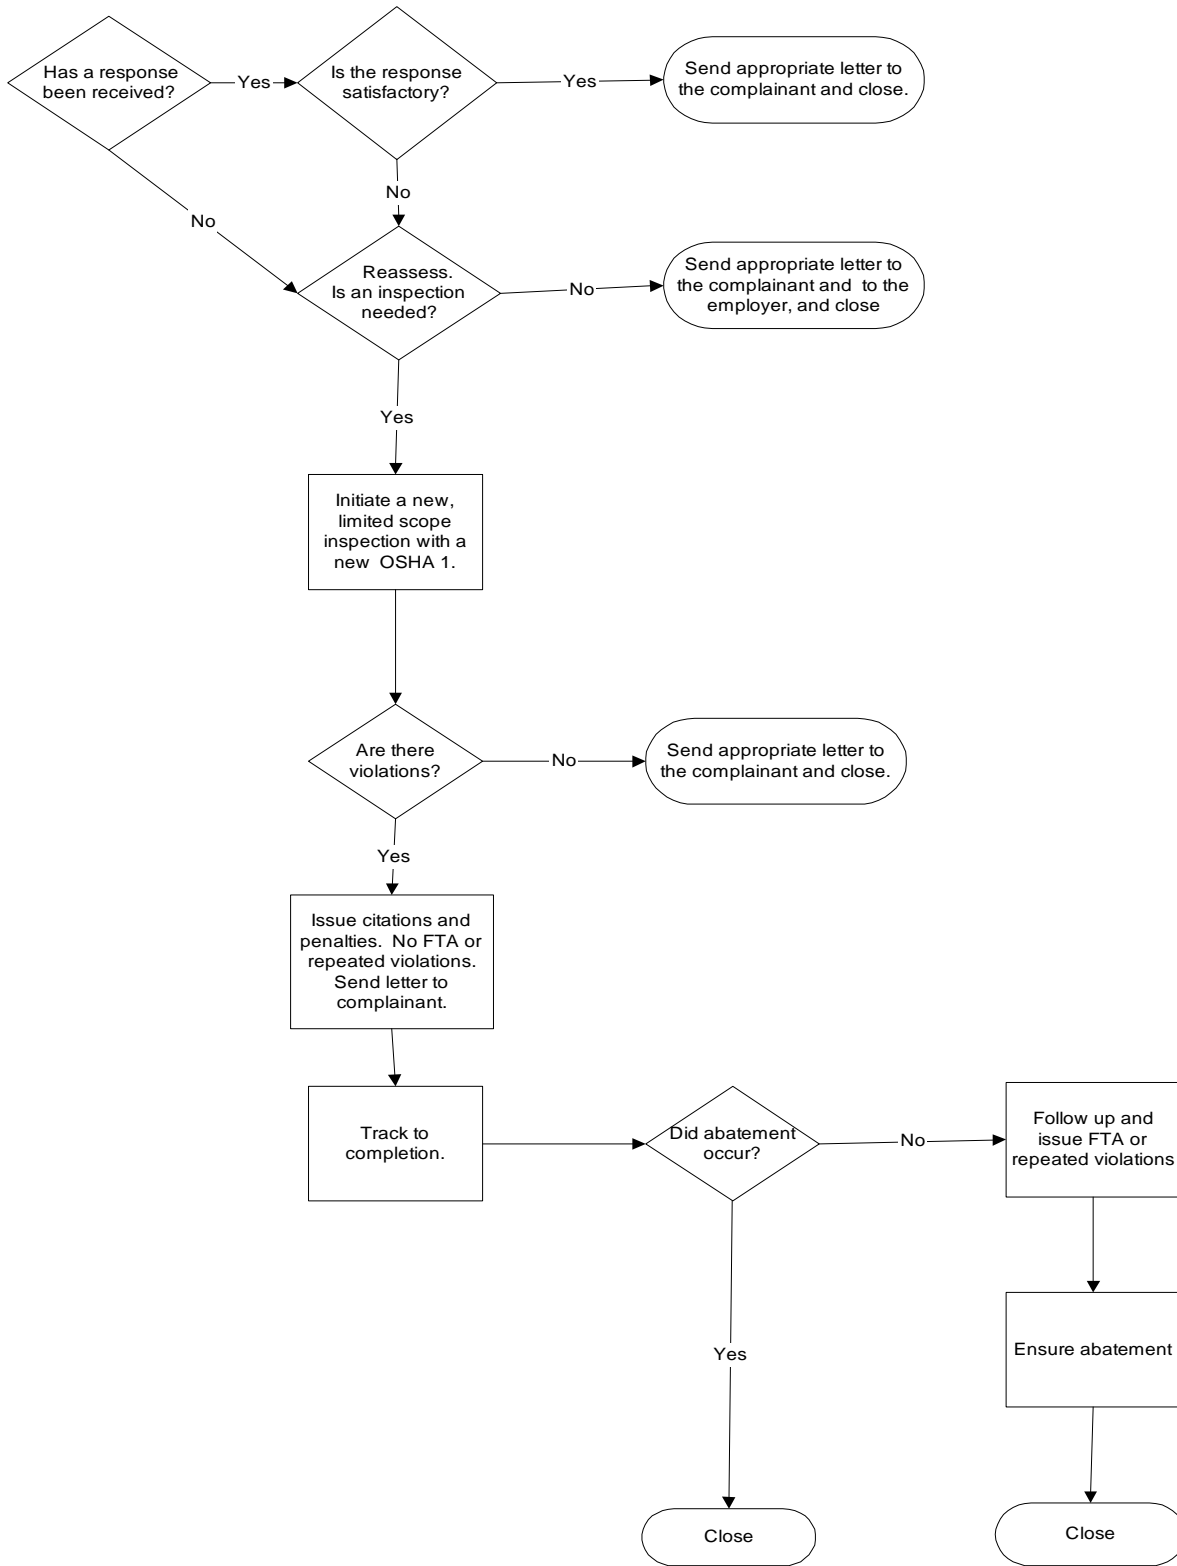 Has a response
been received?
Yes
Is the response
satisfactory?
Yes
Send appropriate letter to
the complainant and close.
No
No
Reassess.
Is an inspection
needed?
No
Send appropriate letter to
the complainant and to the
employer, and close
Yes
Initiate a new,
limited scope
inspection with a
new OSHA 1.
Are there
violations?
No
Send appropriate letter to
the complainant and close.
Yes
Issue citations and
penalties. No FTA or
repeated violations.
Send letter to
complainant.
Track to
completion.
Did abatement
occur?
No
Follow up and
issue FTA or
repeated violations
Yes
Ensure abatement
Close
Close